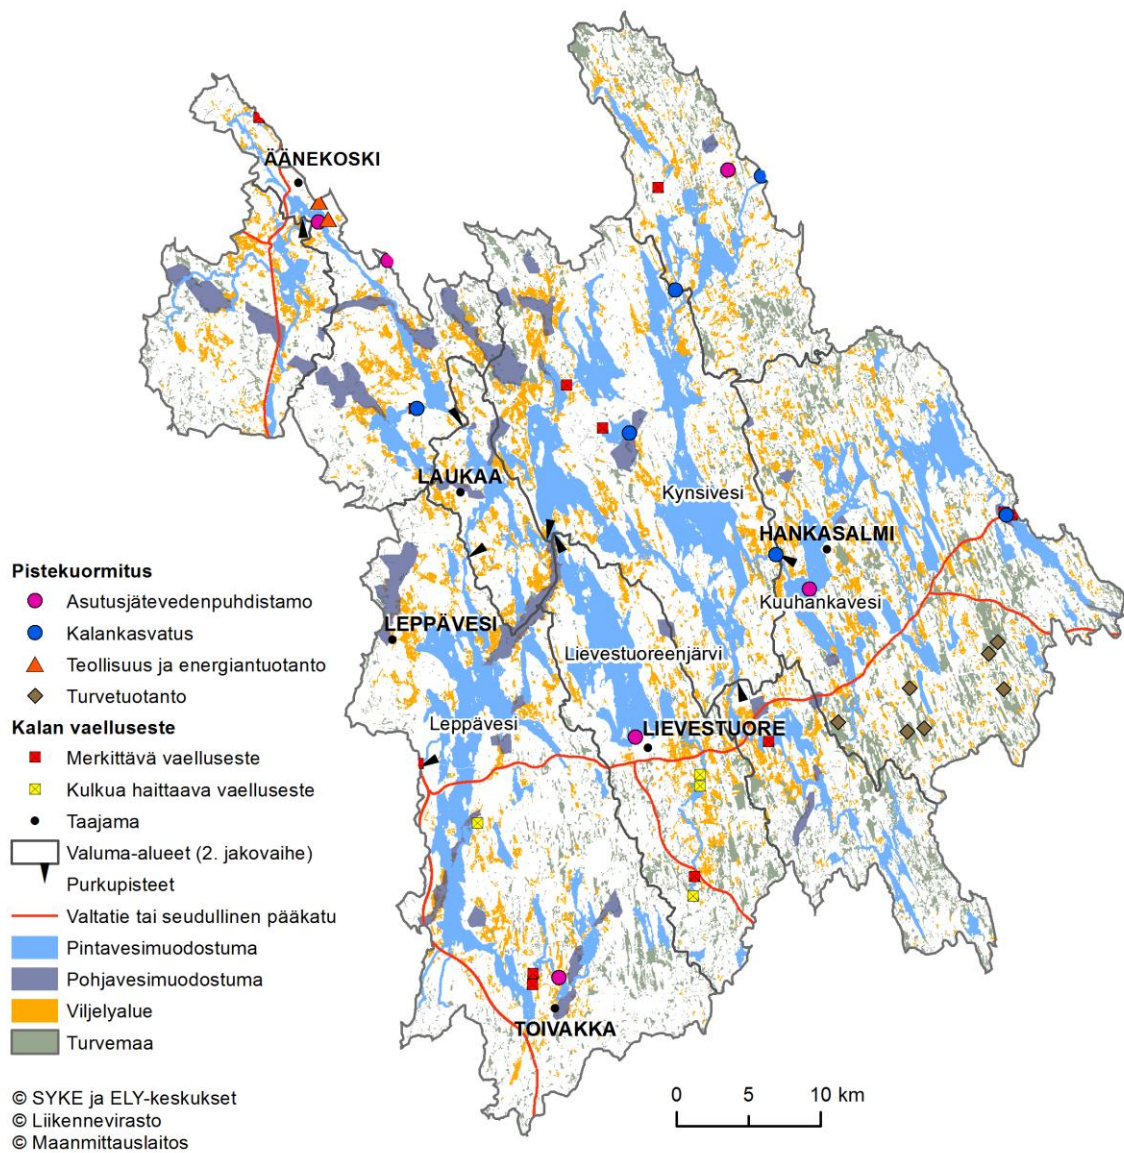 ÄÄNEKOSKI
LAUKAA
Kynsivesi
HANKASALMI
Kuuhankavesi
LEPPÄVESI
Lievestuoreenjärvi
Leppävesi
LIEVESTUORE
TOIVAKKA
Pistekuormitus
Asutusjätevedenpuhdistamo
Kalankasvatus
Teollisuus ja energiantuotanto
Turvetuotanto
Kalan vaelluseste
Merkittävä vaelluseste
Kulkua haittaava vaelluseste
Taajama
Valuma-alueet (2. jakovaihe)
Purkupisteet
Valtatie tai seudullinen pääkatu
Pintavesimuodostuma
Pohjavesimuodostuma
Viljelyalue
Turvemaa
© SYKE ja ELY-keskukset
© Liikennevirasto
© Maanmittauslaitos
0 5 10 km